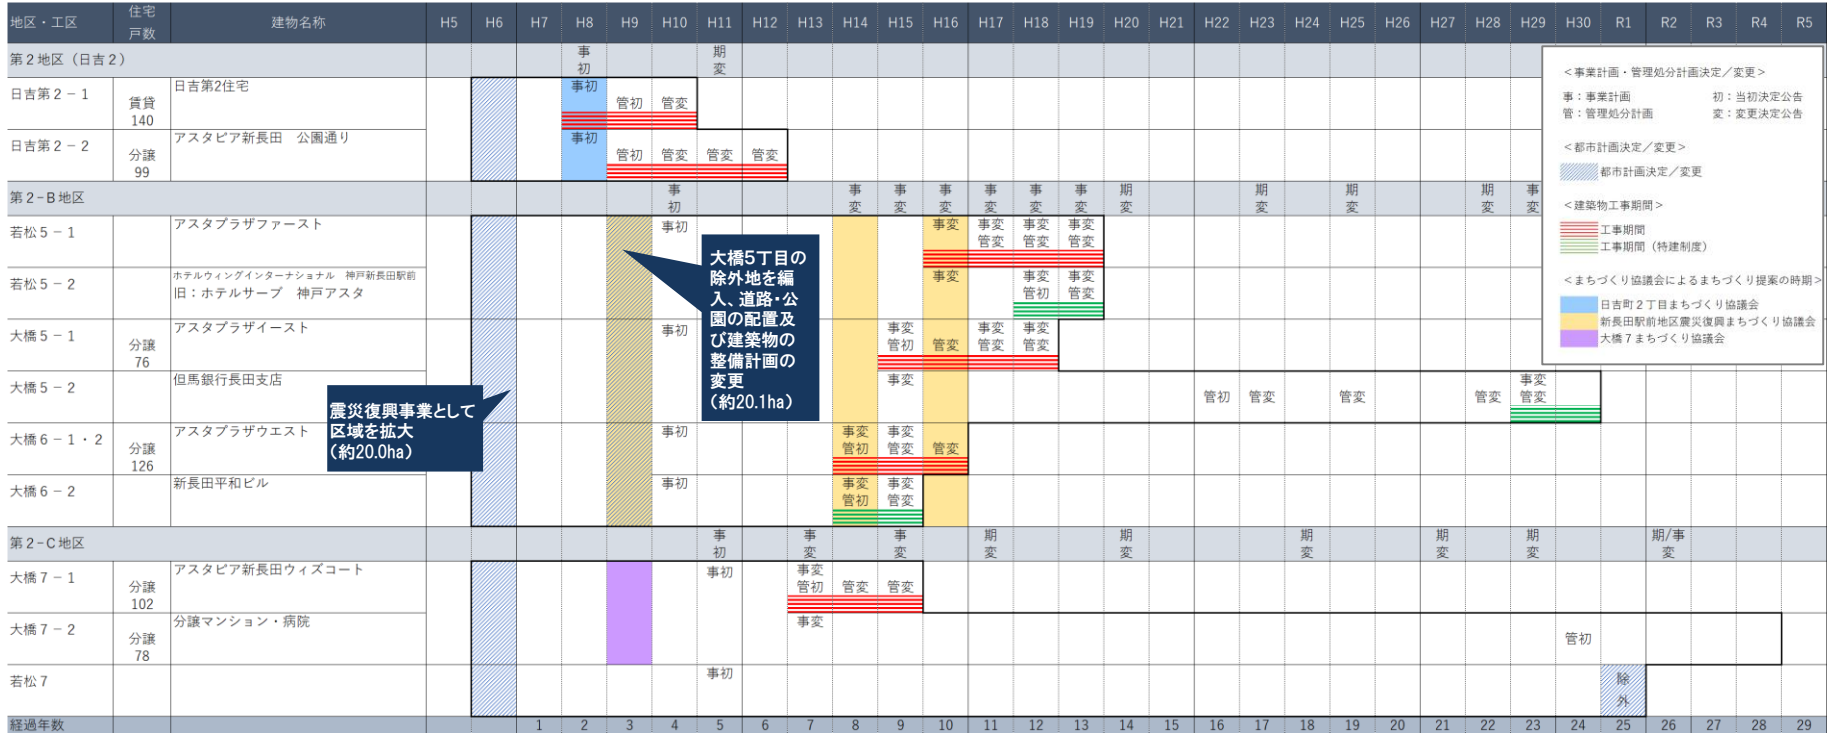 地区・工区 住宅戸数 建物名称 H5 H6 H7 H8 H9 H10 H11 H12 H13 H14 H15 H16 H17 H18 H19 H20 H21 H22 H23 H24 H25 H26 H27 H28 H29 H30 R1 R2 R3 R4 R5
第2地区（日吉2） 事初 期変
日吉第2－1 賃貸 140 日吉第2住宅 事初 管初 管変
日吉第2－2 分譲 99 アスタピア新長田　公園通り 事初 管初 管変 管変 管変
第2-B地区 事初 事変 事変 事変 事変 事変 事変 期変 期変 期変 期変 事変
若松5－1 アスタプラザファースト 事初 事変 事変 事変 事変
管変 管変 管変
若松5－2 ホテルウィングインターナショナル　神戸新長田駅前
旧：ホテルサーブ　神戸アスタ 事変 事変 事変
管初 管変
大橋5－1 分譲 76 アスタプラザイースト 事初 事変 事変 事変
管初 管変 管変 管変
大橋5－2 但馬銀行長田支店 事変 事変
管初 管変 管変 管変 管変
大橋6－1・2 分譲 126 アスタプラザウエスト 事初 事変 事変
管初 管変 管変
大橋6－2 新長田平和ビル 事初 事変 事変
管初 管変
第2-C地区 事初 事変 事変 期変 期変 期変 期変 期変 期/事変
大橋7－1 分譲 102 アスタピア新長田ウィズコート 事初 事変
管初 管変 管変
大橋7－2 分譲 78 分譲マンション・病院 事変 管初
若松7 事初 除外
経過年数 1 2 3 4 5 6 7 8 9 10 11 12 13 14 15 16 17 18 19 20 21 22 23 24 25 26 27 28 29
震災復興事業として
区域を拡大
（約20.0ha）
大橋5丁目の
除外地を編
入、道路・公
園の配置及
び建築物の
整備計画の
変更
（約20.1ha）
＜事業計画・管理処分計画決定／変更＞
事：事業計画 初：当初決定公告
管：管理処分計画 変：変更決定公告
＜都市計画決定／変更＞
都市計画決定／変更
＜建築物工事期間＞
工事期間
工事期間（特建制度）
＜まちづくり協議会によるまちづくり提案の時期＞
日吉町2丁目まちづくり協議会
新長田駅前地区震災復興まちづくり協議会
大橋7まちづくり協議会